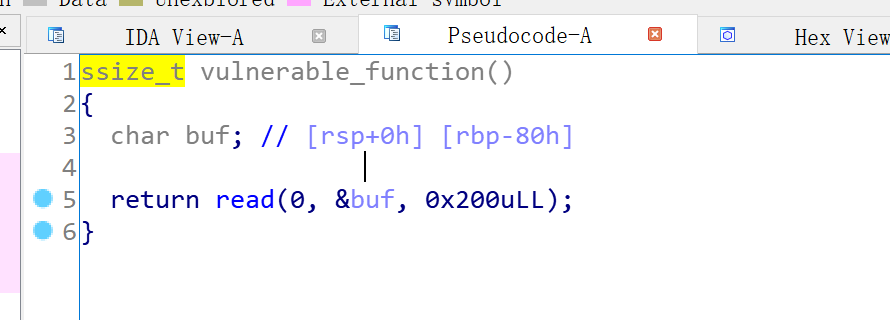 Data Unexplored External symbol
IDA View-A Pseudocode-A Hex View
1 ssize_t vulnerable_function()
2 {
3 char buf; // [rsp+0h] [rbp-80h]
4
5 return read(0, &buf, 0x200uLL);
6 }